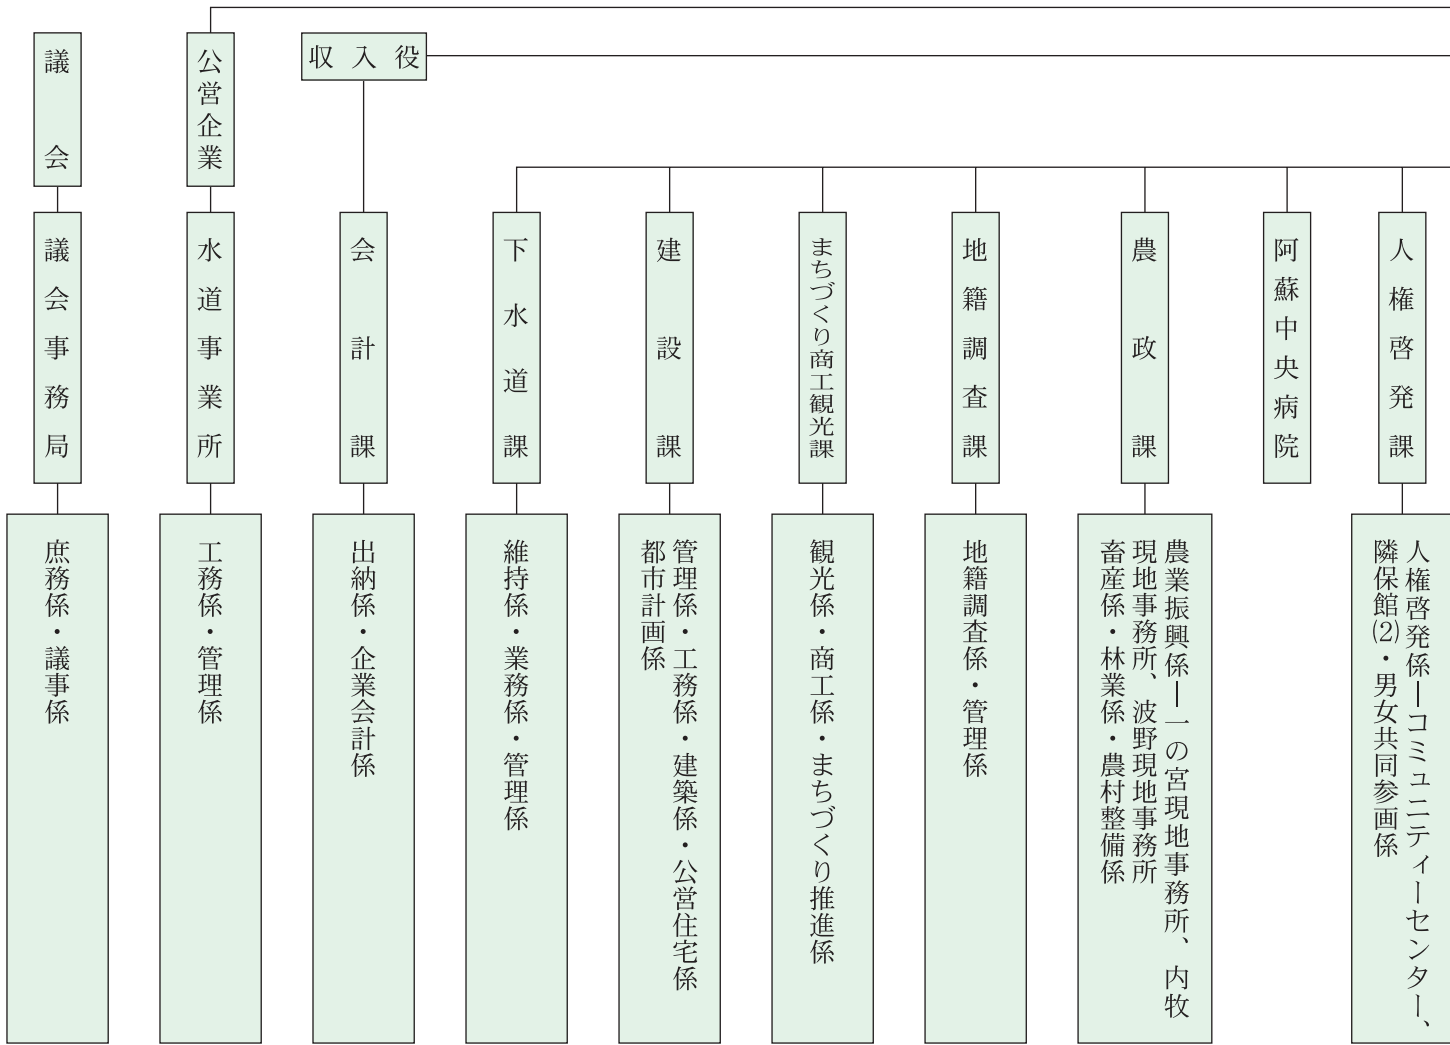 人権啓発課
人権啓発係―コミュニティーセンター、
隣保館(2)・男女共同参画係
阿蘇中央病院
農政課
農業振興係―一の宮現地事務所、内牧
現地事務所、波野現地事務所
畜産係・林業係・農村整備係
地籍調査課
地籍調査係・管理係
まちづくり商工観光課
観光係・商工係・まちづくり推進係
建設課
管理係・工務係・建築係・公営住宅係
都市計画係
下水道課
維持係・業務係・管理係
収入役
会計課
出納係・企業会計係
公営企業
水道事業所
工務係・管理係
議会
議会事務局
庶務係・議事係